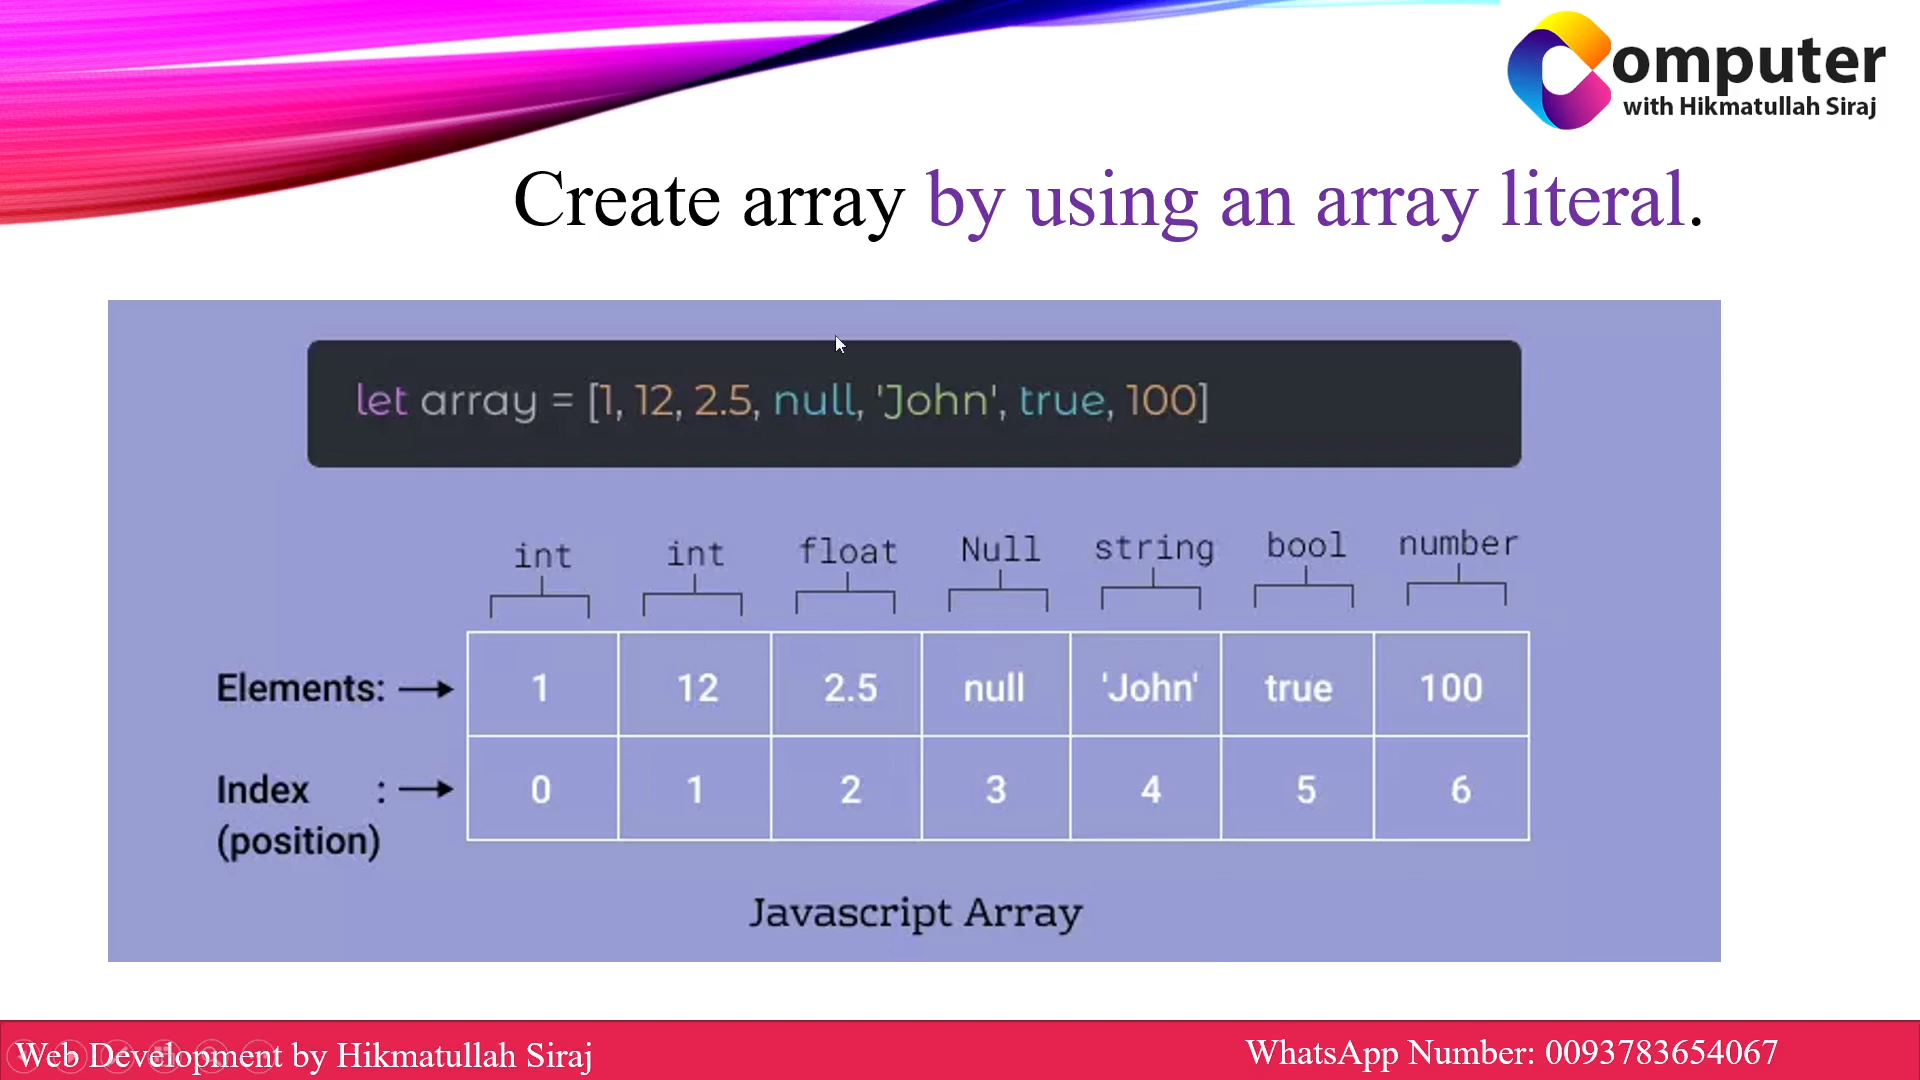 Computer
with Hikmatullah Siraj
Create array by using an array literal.
let array = [1, 12, 2.5, null, 'John', true, 100]
int int float Null string bool number
Elements: → 1 12 2.5 null 'John' true 100
Index : → 0 1 2 3 4 5 6
(position)
Javascript Array
Web Development by Hikmatullah Siraj
WhatsApp Number: 0093783654067